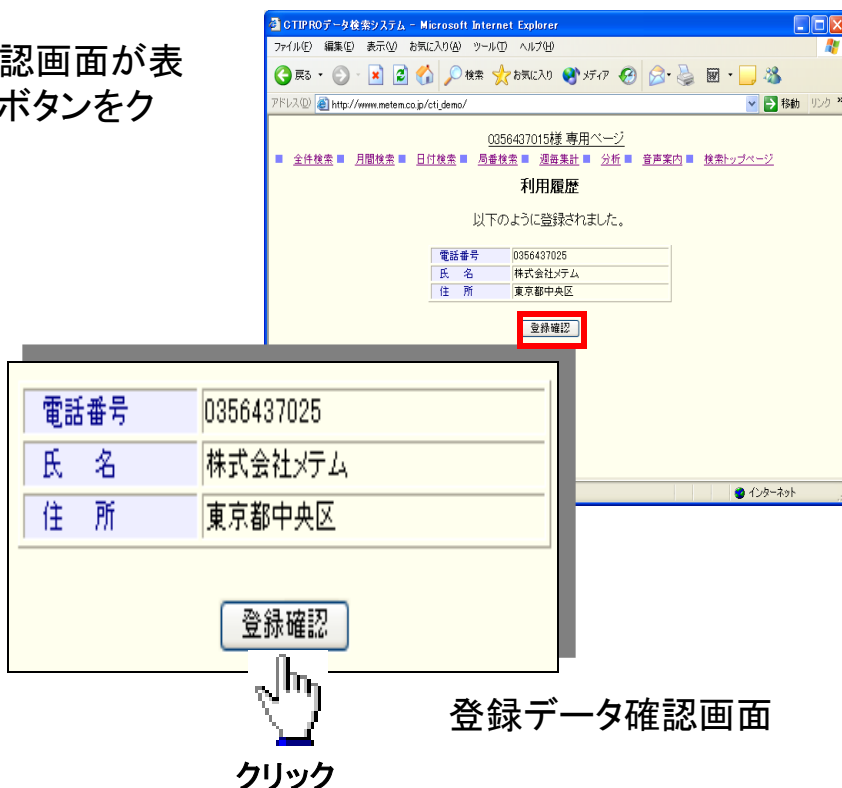 認画面が表
ボタンをク
CTIPROデータ検索システム - Microsoft Internet Explorer
ファイル(F) 編集(E) 表示(V) お気に入り(A) ツール(T) ヘルプ(H)
戻る 検索 お気に入り メディア
アドレス(D) http://www.metem.co.jp/cti_demo/ 移動 リンク »
0356437015様 専用ページ
■ 全件検索 ■ 月間検索 ■ 日付検索 ■ 局番検索 ■ 週毎集計 ■ 分析 ■ 音声案内 ■ 検索トップページ
利用履歴
以下のように登録されました。
電話番号 0356437025
氏 名 株式会社メテム
住 所 東京都中央区
登録確認
インターネット
電話番号 0356437025
氏 名 株式会社メテム
住 所 東京都中央区
登録確認
登録データ確認画面
クリック